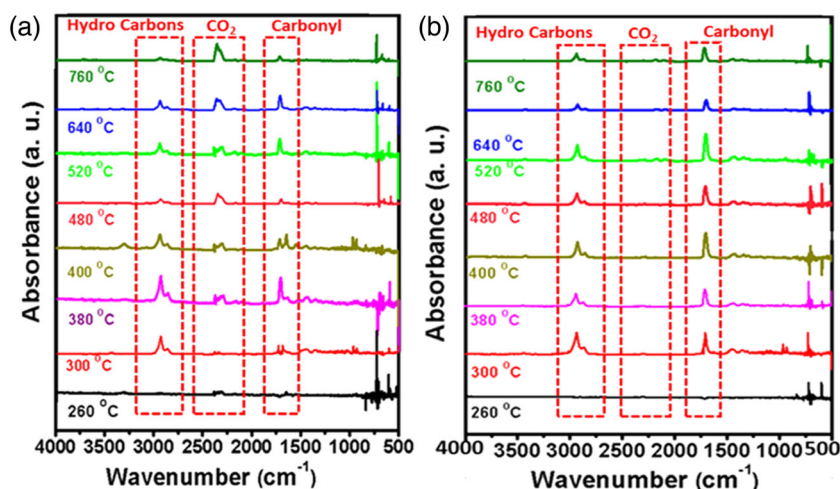 (a)
Hydro Carbons CO2 Carbonyl
760 °C
640 °C
520 °C
480 °C
400 °C
380 °C
300 °C
260 °C
Absorbance (a. u.)
4000 3500 3000 2500 2000 1500 1000 500
Wavenumber (cm-1)
(b)
Hydro Carbons CO2 Carbonyl
760 °C
640 °C
520 °C
480 °C
400 °C
380 °C
300 °C
260 °C
Absorbance (a. u.)
4000 3500 3000 2500 2000 1500 1000 500
Wavenumber (cm-1)